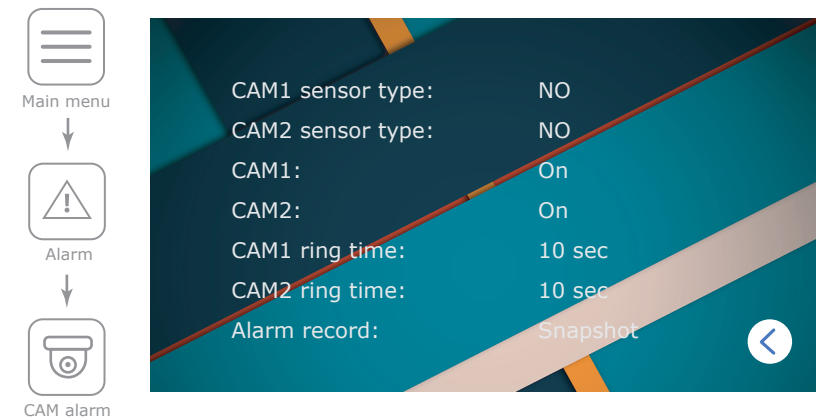 Main menu
Alarm
CAM alarm
CAM1 sensor type: NO
CAM2 sensor type: NO
CAM1: On
CAM2: On
CAM1 ring time: 10 sec
CAM2 ring time: 10 sec
Alarm record: Snapshot